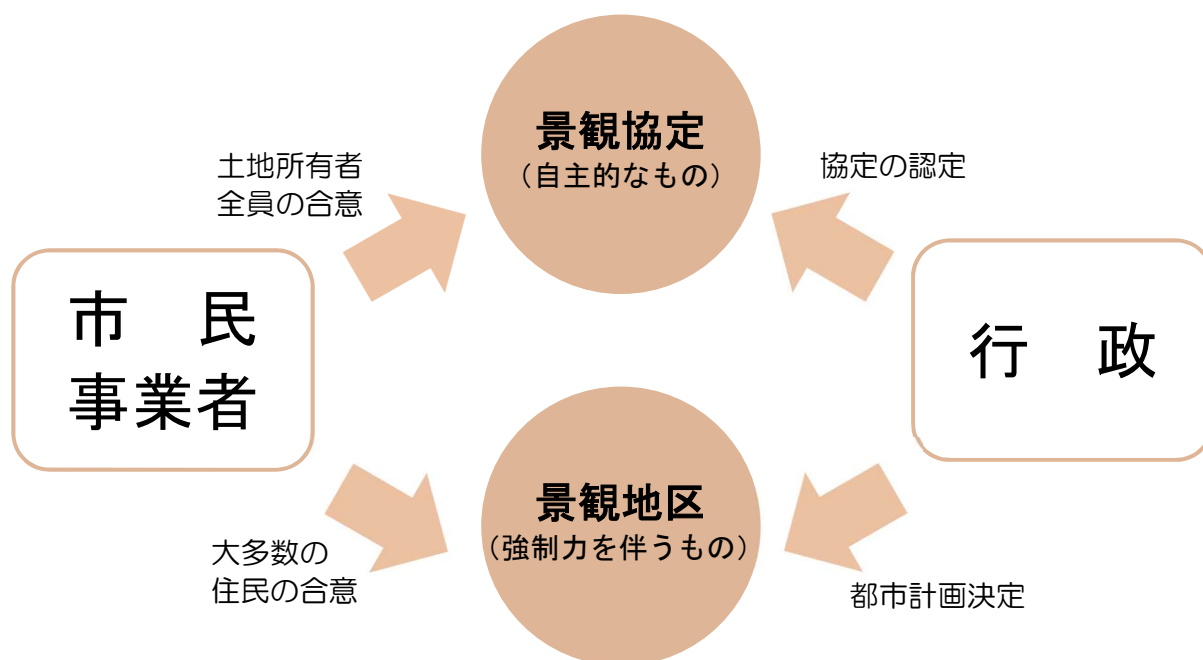 景観協定
（自主的なもの）
土地所有者
全員の合意
協定の認定
市　民
事業者
行　政
景観地区
（強制力を伴うもの）
大多数の
住民の合意
都市計画決定